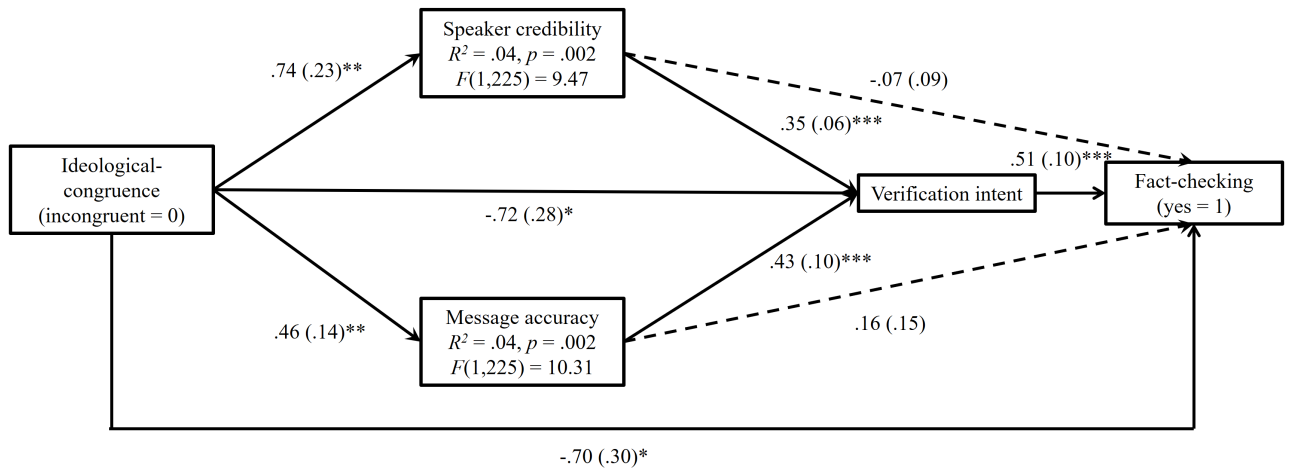 Speaker credibility
R² = .04, p = .002
F(1,225) = 9.47
.74 (.23)**
-.07 (.09)
.35 (.06)***
.51 (.10)***
Ideological-
congruence
(incongruent = 0)
Verification intent
Fact-checking
(yes = 1)
-.72 (.28)*
.43 (.10)***
.46 (.14)**
Message accuracy
R² = .04, p = .002
F(1,225) = 10.31
.16 (.15)
-.70 (.30)*